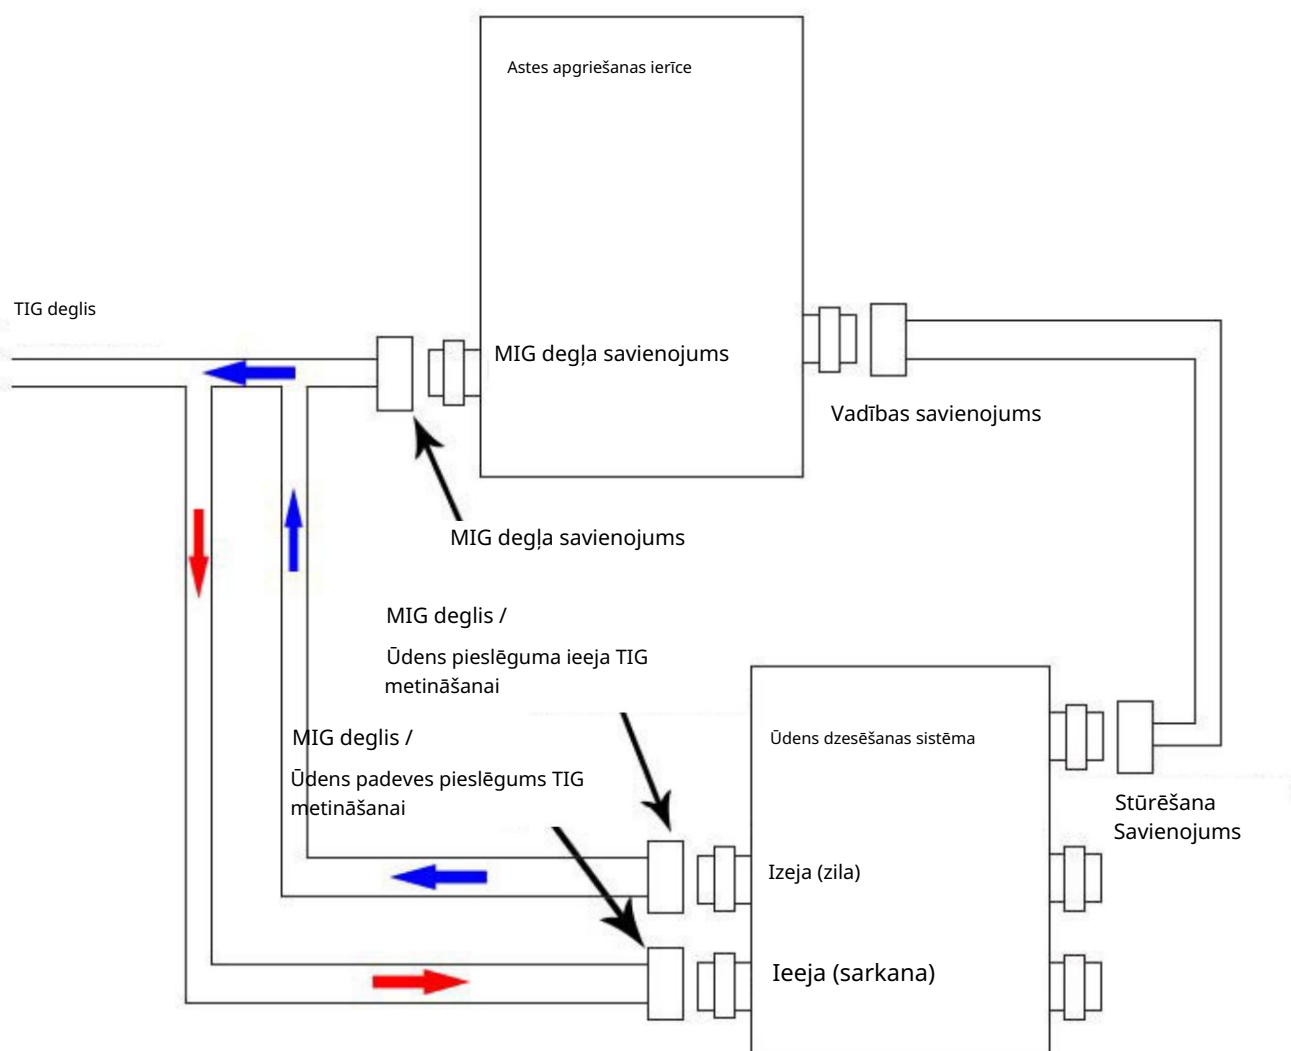 Astes apgriešanas ierīce
TIG deglis
MIG degļa savienojums
Vadības savienojums
MIG degļa savienojums
MIG deglis /
Ūdens pieslēguma ieeja TIG
metināšanai
MIG deglis /
Ūdens padeves pieslēgums TIG
metināšanai
Ūdens dzesēšanas sistēma
Stūrēšana
Savienojums
Izeja (zila)
Ieeja (sarkana)